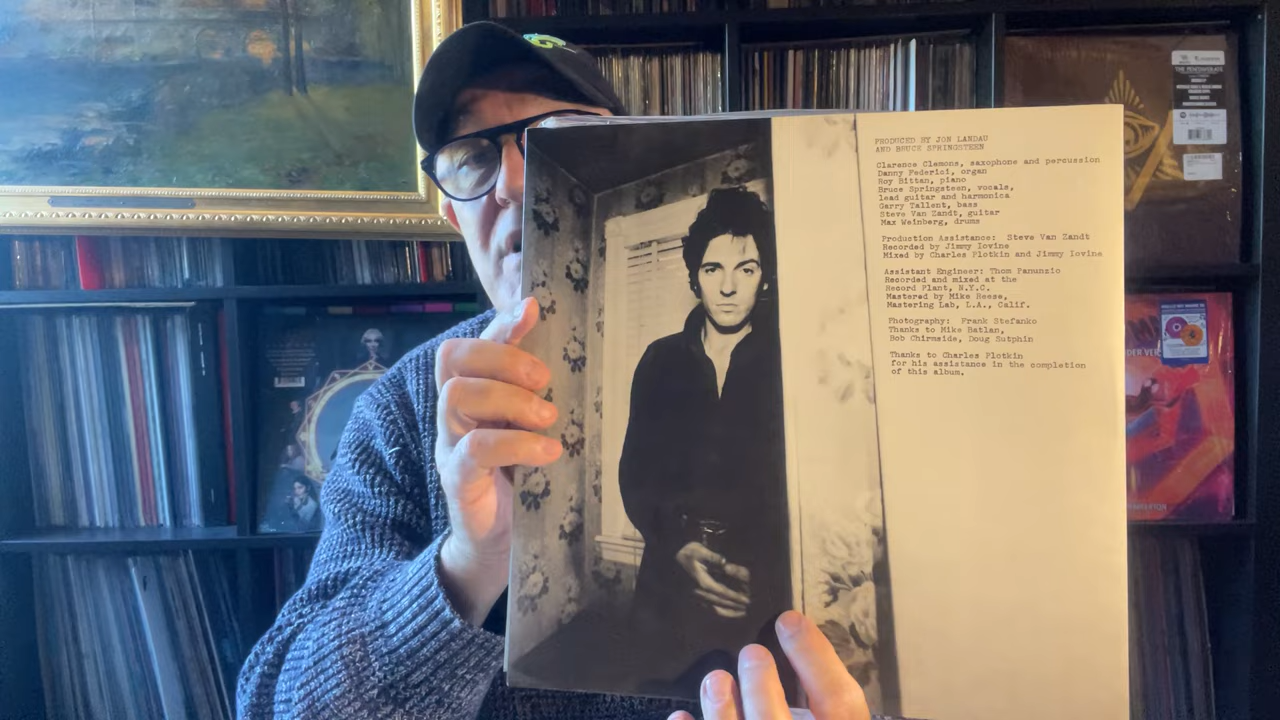 PRODUCED BY JON LANDAU
AND BRUCE SPRINGSTEEN
Clarence Clemons, saxophone and percussion
Danny Federici, organ
Roy Bittan, piano
Bruce Springsteen, vocals,
lead guitar and harmonica
Garry Tallent, bass
Steve Van Zandt, guitar
Max Weinberg, drums
Production Assistance: Steve Van Zandt
Recorded by Jimmy Iovine
Mixed by Charles Plotkin and Jimmy Iovine
Assistant Engineer: Thom Panunzio
Recorded and mixed at the
Record Plant, N.Y.C.
Mastered by Mike Reese,
Mastering Lab, L.A., Calif.
Photography: Frank Stefanko
Thanks to Mike Batlan,
Bob Chirmside, Doug Sutphin
Thanks to Charles Plotkin
for his assistance in the completion
of this album.